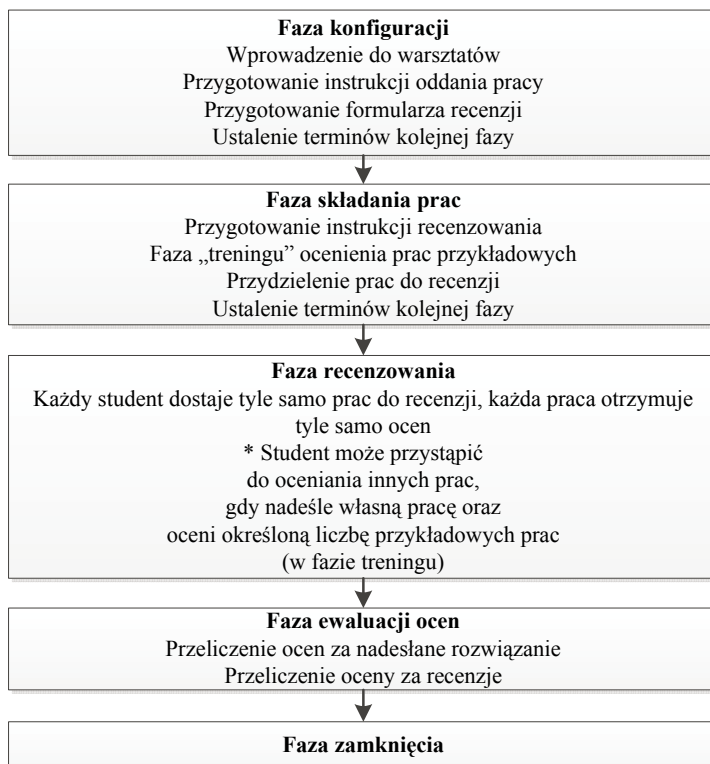 Faza konfiguracji
Wprowadzenie do warsztatów
Przygotowanie instrukcji oddania pracy
Przygotowanie formularza recenzji
Ustalenie terminów kolejnej fazy
Faza składania prac
Przygotowanie instrukcji recenzowania
Faza „treningu” ocenienia prac przykładowych
Przydzielenie prac do recenzji
Ustalenie terminów kolejnej fazy
Faza recenzowania
Każdy student dostaje tyle samo prac do recenzji, każda praca otrzymuje
tyle samo ocen
* Student może przystąpić
do oceniania innych prac,
gdy nadeśle własną pracę oraz
oceni określoną liczbę przykładowych prac
(w fazie treningu)
Faza ewaluacji ocen
Przeliczenie ocen za nadesłane rozwiązanie
Przeliczenie oceny za recenzje
Faza zamknięcia